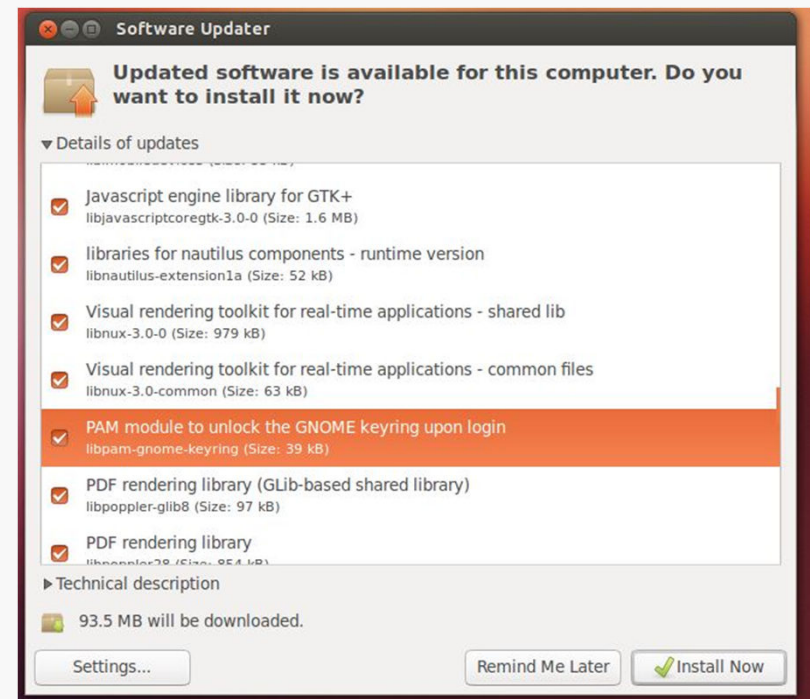 Software Updater
Updated software is available for this computer. Do you
want to install it now?
Details of updates
Javascript engine library for GTK+
libjavascriptcoregtk-3.0-0 (Size: 1.6 MB)
libraries for nautilus components - runtime version
libnautilus-extension1a (Size: 52 kB)
Visual rendering toolkit for real-time applications - shared lib
libnux-3.0-0 (Size: 979 kB)
Visual rendering toolkit for real-time applications - common files
libnux-3.0-common (Size: 63 kB)
PAM module to unlock the GNOME keyring upon login
libpam-gnome-keyring (Size: 39 kB)
PDF rendering library (GLib-based shared library)
libpoppler-glib8 (Size: 97 kB)
PDF rendering library
libpoppler28 (Size: 854 kB)
Technical description
93.5 MB will be downloaded.
Settings...
Remind Me Later
Install Now